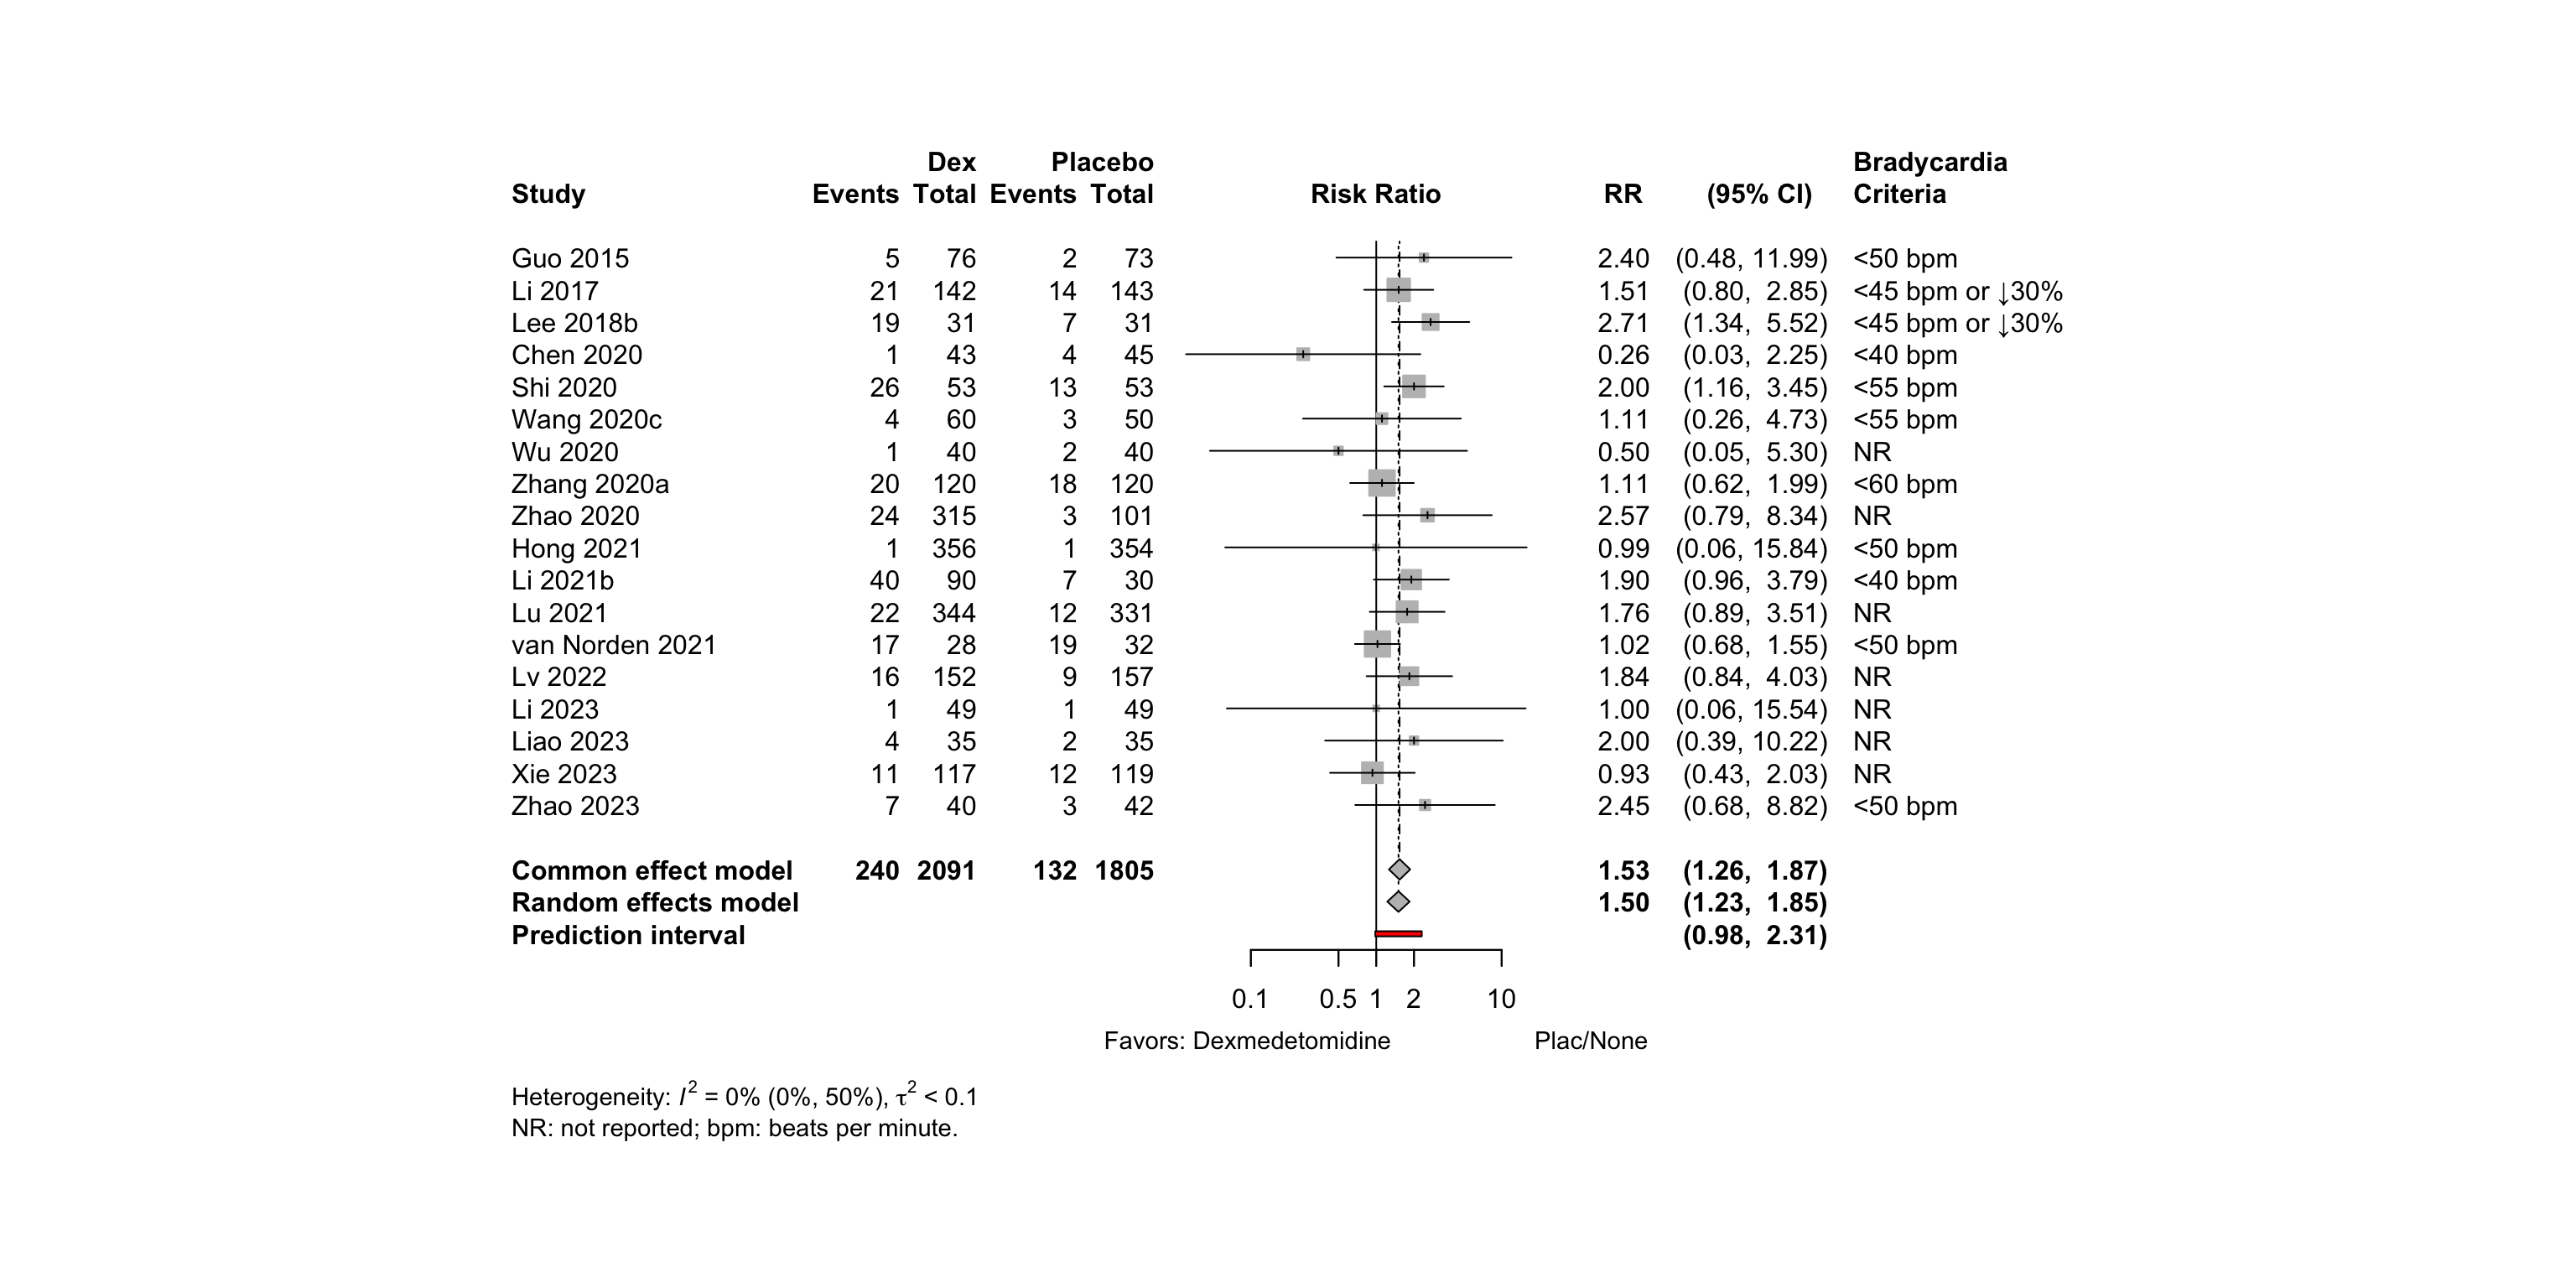 Dex Placebo Bradycardia
Study Events Total Events Total Risk Ratio RR (95% CI) Criteria
Guo 2015 5 76 2 73 2.40 (0.48, 11.99) <50 bpm
Li 2017 21 142 14 143 1.51 (0.80, 2.85) <45 bpm or ↓30%
Lee 2018b 19 31 7 31 2.71 (1.34, 5.52) <45 bpm or ↓30%
Chen 2020 1 43 4 45 0.26 (0.03, 2.25) <40 bpm
Shi 2020 26 53 13 53 2.00 (1.16, 3.45) <55 bpm
Wang 2020c 4 60 3 50 1.11 (0.26, 4.73) <55 bpm
Wu 2020 1 40 2 40 0.50 (0.05, 5.30) NR
Zhang 2020a 20 120 18 120 1.11 (0.62, 1.99) <60 bpm
Zhao 2020 24 315 3 101 2.57 (0.79, 8.34) NR
Hong 2021 1 356 1 354 0.99 (0.06, 15.84) <50 bpm
Li 2021b 40 90 7 30 1.90 (0.96, 3.79) <40 bpm
Lu 2021 22 344 12 331 1.76 (0.89, 3.51) NR
van Norden 2021 17 28 19 32 1.02 (0.68, 1.55) <50 bpm
Lv 2022 16 152 9 157 1.84 (0.84, 4.03) NR
Li 2023 1 49 1 49 1.00 (0.06, 15.54) NR
Liao 2023 4 35 2 35 2.00 (0.39, 10.22) NR
Xie 2023 11 117 12 119 0.93 (0.43, 2.03) NR
Zhao 2023 7 40 3 42 2.45 (0.68, 8.82) <50 bpm
Common effect model 240 2091 132 1805 1.53 (1.26, 1.87)
Random effects model 1.50 (1.23, 1.85)
Prediction interval (0.98, 2.31)
0.1 0.5 1 2 10
Favors: Dexmedetomidine Plac/None
Heterogeneity: I² = 0% (0%, 50%), τ² < 0.1
NR: not reported; bpm: beats per minute.